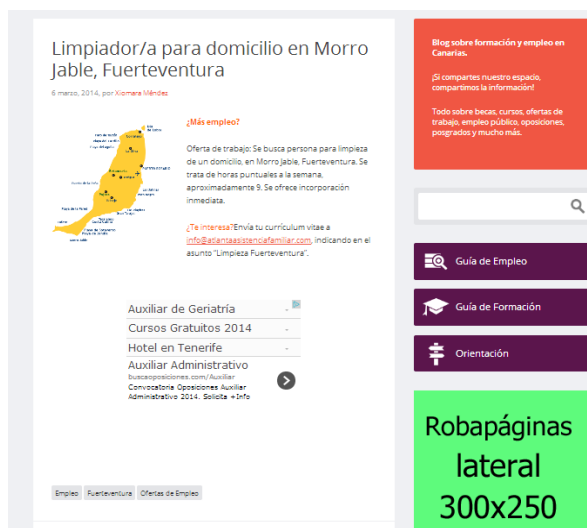 Limpiador/a para domicilio en Morro
Jable, Fuerteventura
6 marzo, 2014, por Xiomara Méndez
¿Más empleo?
Oferta de trabajo: Se busca persona para limpieza
de un domicilio, en Morro Jable, Fuerteventura. Se
trata de horas puntuales a la semana,
aproximadamente 9. Se ofrece incorporación
inmediata.
¿Te interesa?Envía tu currículum vitae a
info@atlantaasistenciafamiliar.com, indicando en el
asunto "Limpieza Fuerteventura".
Auxiliar de Geriatría
Cursos Gratuitos 2014
Hotel en Tenerife
Auxiliar Administrativo
buscaoposiciones.com/Auxiliar
Convocatoria Oposiciones Auxiliar
Administrativo 2014. Solicita +Info
Empleo Fuerteventura Ofertas de Empleo
Blog sobre formación y empleo en
Canarias.
¡Si compartes nuestro espacio,
compartimos la información!
Todo sobre becas, cursos, ofertas de
trabajo, empleo público, oposiciones,
posgrados y mucho más.
Guía de Empleo
Guía de Formación
Orientación
Robapáginas
lateral
300x250